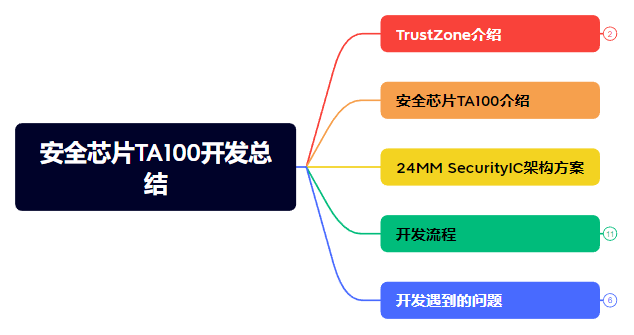 安全芯片TA100开发总
结
TrustZone介绍
2
安全芯片TA100介绍
24MM SecurityIC架构方案
开发流程
11
开发遇到的问题
6